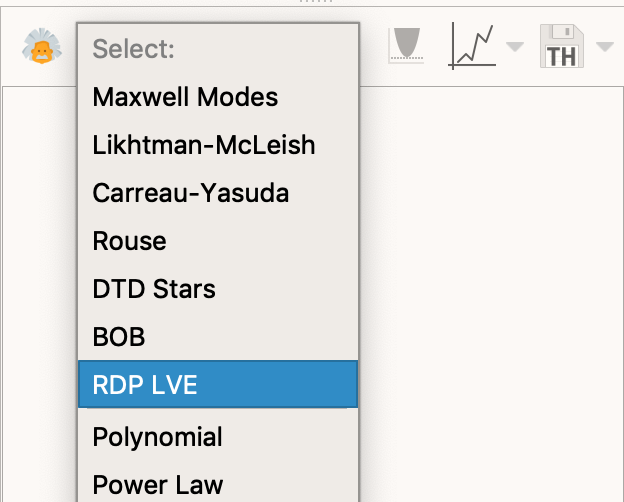 Select:
Maxwell Modes
Likhtman-McLeish
Carreau-Yasuda
Rouse
DTD Stars
BOB
RDP LVE
Polynomial
Power Law
TH